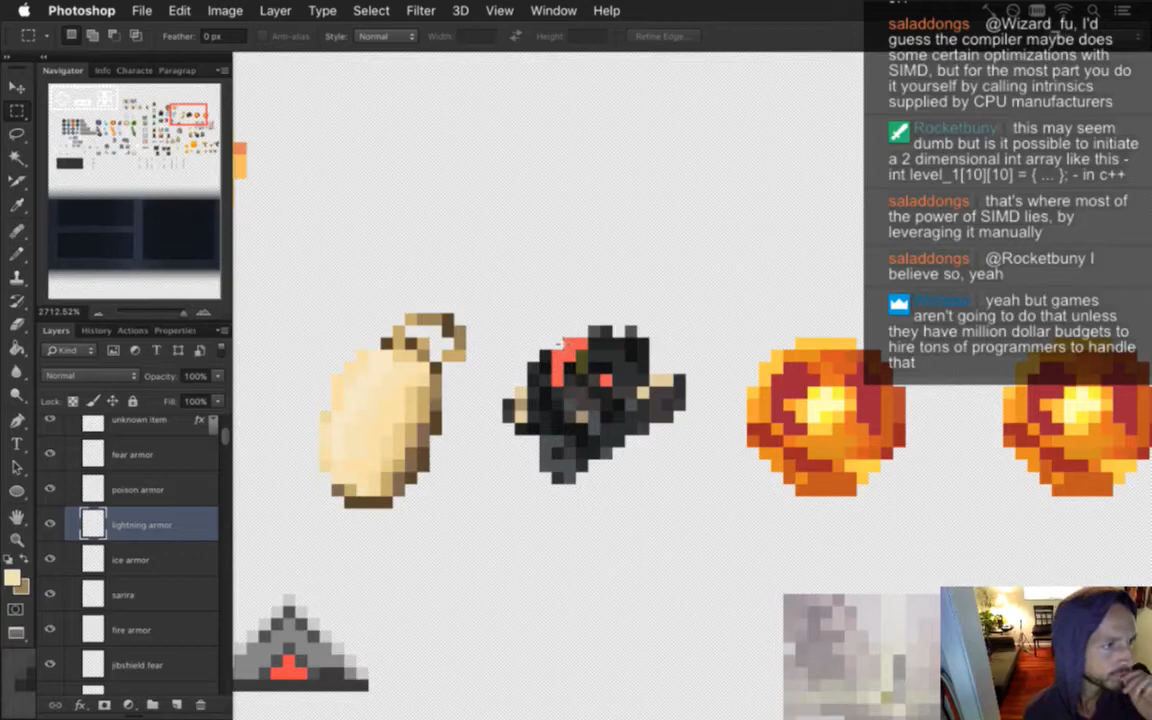 Photoshop File Edit Image Layer Type Select Filter 3D View Window Help
Feather: 0 px Anti-alias Style: Normal Width: Height: Refine Edge...
Navigator Info Characte Paragrap
2712.52%
Layers History Actions Properties
Kind
Normal Opacity: 100%
Lock: Fill: 100%
unknown item fx
fear armor
poison armor
lightning armor
ice armor
sarira
fire armor
jibshield fear
saladdongs @Wizard_fu, I'd
guess the compiler maybe does
some certain optimizations with
SIMD, but for the most part you do
it yourself by calling intrinsics
supplied by CPU manufacturers
Rocketbuny this may seem
dumb but is it possible to initiate
a 2 dimensional int array like this -
int level_1[10][10] = { ... }; - in c++
saladdongs that's where most of
the power of SIMD lies, by
leveraging it manually
saladdongs @Rocketbuny I
believe so, yeah
yeah but games
aren't going to do that unless
they have million dollar budgets to
hire tons of programmers to handle
that